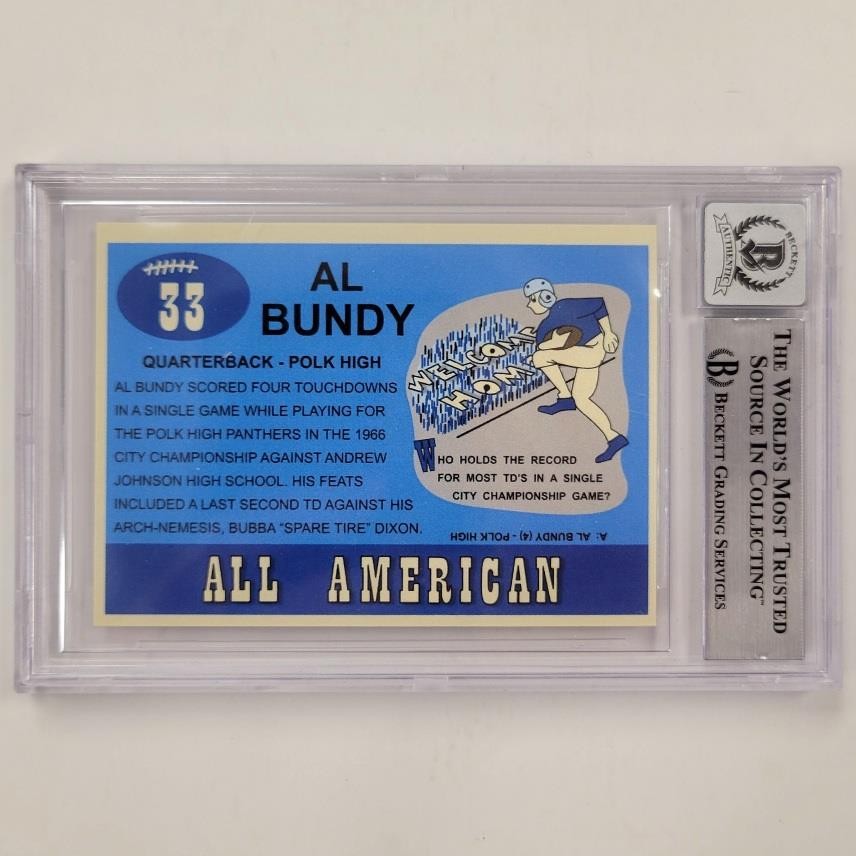 33
AL
BUNDY
QUARTERBACK - POLK HIGH
AL BUNDY SCORED FOUR TOUCHDOWNS
IN A SINGLE GAME WHILE PLAYING FOR
THE POLK HIGH PANTHERS IN THE 1966
CITY CHAMPIONSHIP AGAINST ANDREW
JOHNSON HIGH SCHOOL. HIS FEATS
INCLUDED A LAST SECOND TD AGAINST HIS
ARCH-NEMESIS, BUBBA "SPARE TIRE" DIXON.
WELCOME
HOME
WHO HOLDS THE RECORD
FOR MOST TD'S IN A SINGLE
CITY CHAMPIONSHIP GAME?
A: AL BUNDY (4) - POLK HIGH
ALL AMERICAN
B
BECKETT
AUTHENTIC
THE WORLD'S MOST TRUSTED
SOURCE IN COLLECTING™
B BECKETT GRADING SERVICES